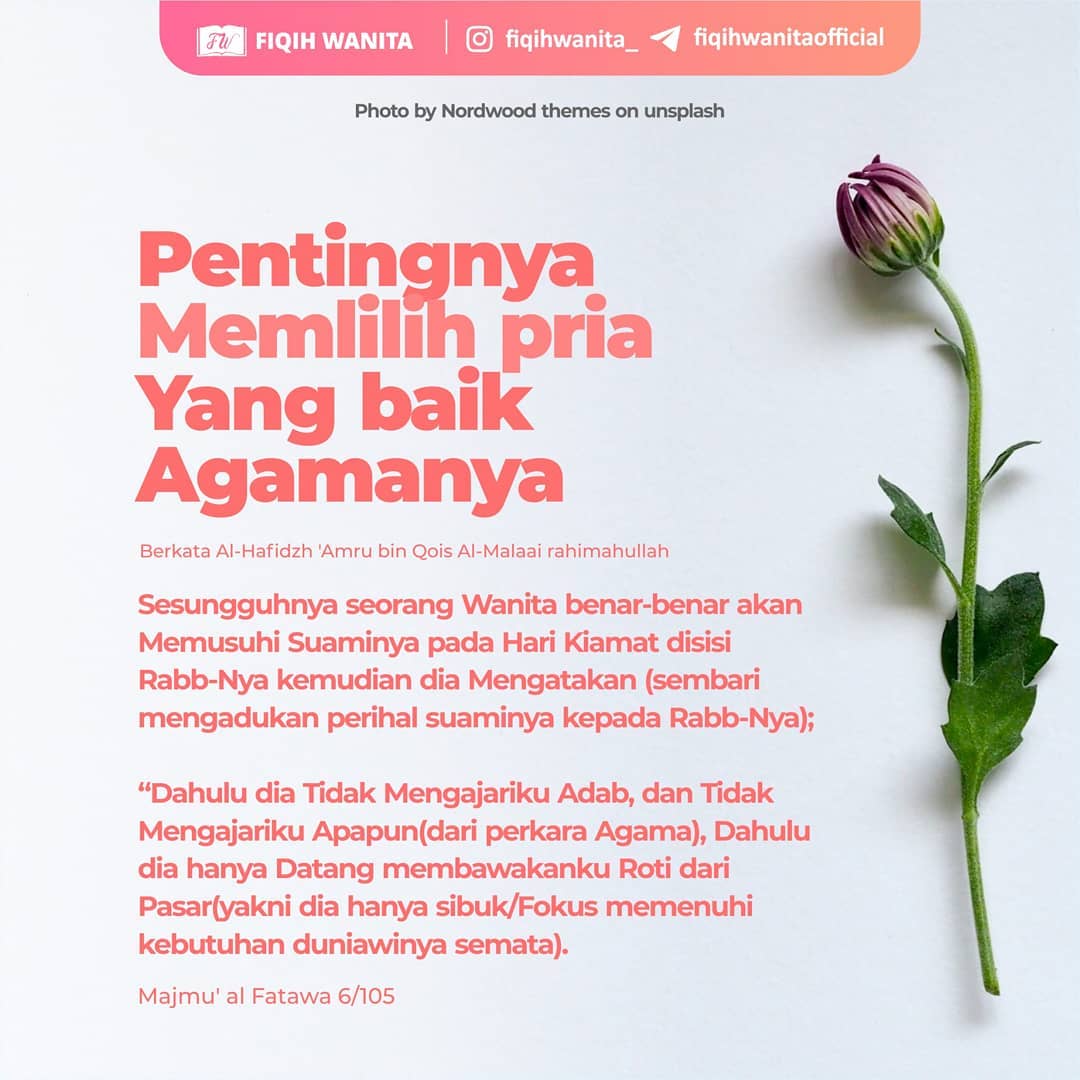 FW FIQIH WANITA | fiqihwanita_ fiqihwanitaofficial
Photo by Nordwood themes on unsplash
Pentingnya
Memlilih pria
Yang baik
Agamanya
Berkata Al-Hafidzh 'Amru bin Qois Al-Malaai rahimahullah
Sesungguhnya seorang Wanita benar-benar akan
Memusuhi Suaminya pada Hari Kiamat disisi
Rabb-Nya kemudian dia Mengatakan (sembari
mengadukan perihal suaminya kepada Rabb-Nya);
“Dahulu dia Tidak Mengajariku Adab, dan Tidak
Mengajariku Apapun(dari perkara Agama), Dahulu
dia hanya Datang membawakanku Roti dari
Pasar(yakni dia hanya sibuk/Fokus memenuhi
kebutuhan duniawinya semata).
Majmu' al Fatawa 6/105